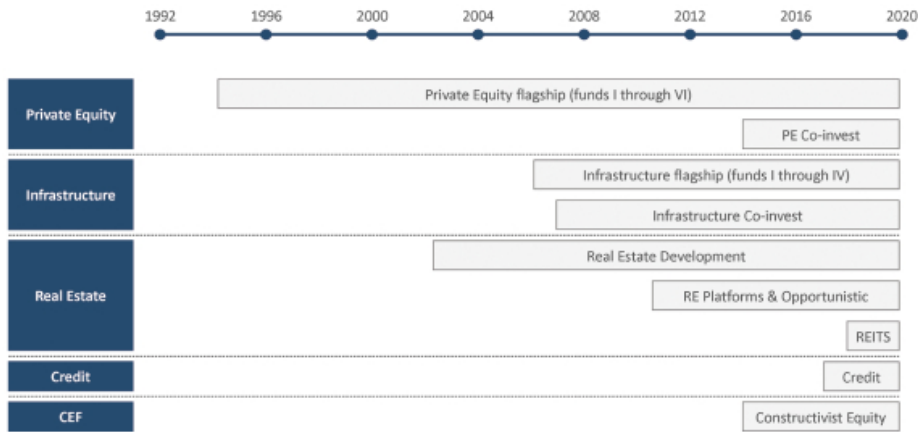 1992 1996 2000 2004 2008 2012 2016 2020
Private Equity
Private Equity flagship (funds I through VI)
PE Co-invest
Infrastructure
Infrastructure flagship (funds I through IV)
Infrastructure Co-invest
Real Estate
Real Estate Development
RE Platforms & Opportunistic
REITS
Credit
Credit
CEF
Constructivist Equity